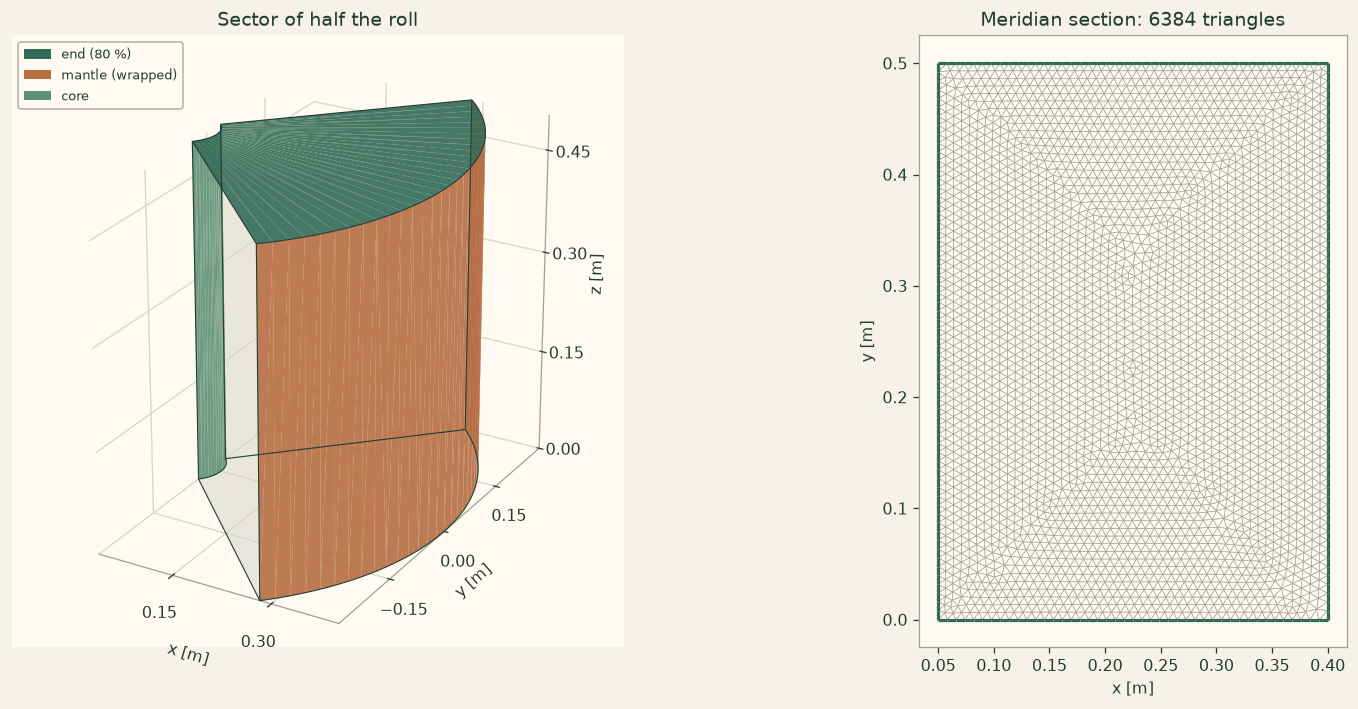 Sector of half the roll
end (80 %)
mantle (wrapped)
core
0.45
0.30
0.15
0.00
z [m]
0.15
0.00
−0.15
y [m]
0.15
0.30
x [m]
Meridian section: 6384 triangles
0.5
0.4
0.3
0.2
0.1
0.0
y [m]
0.05 0.10 0.15 0.20 0.25 0.30 0.35 0.40
x [m]